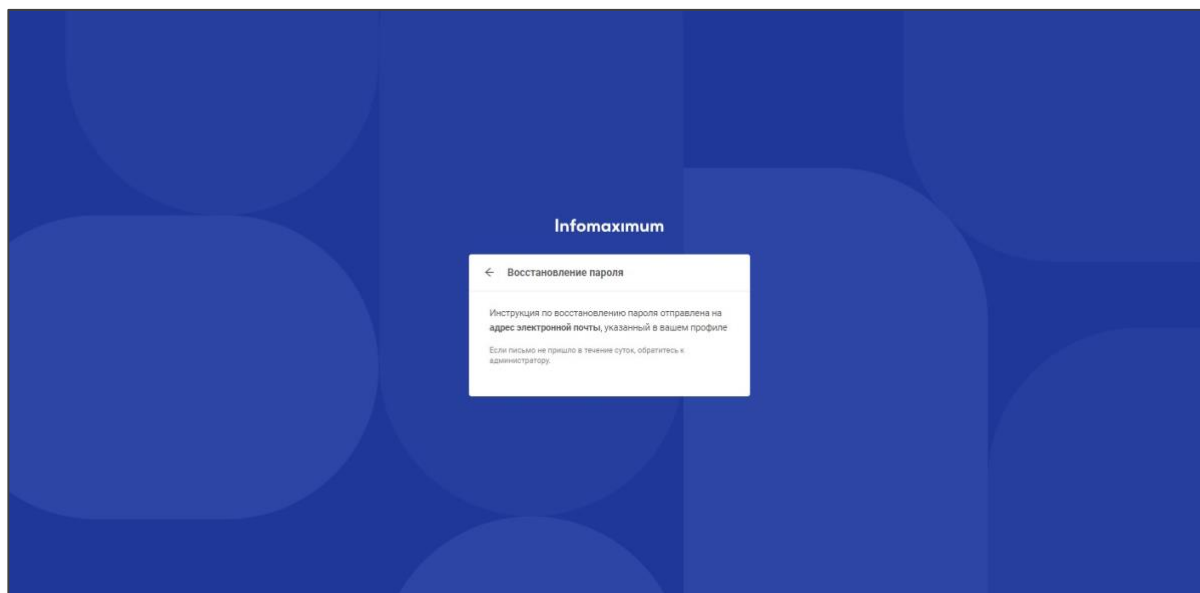 Infomaximum
Восстановление пароля
Инструкция по восстановлению пароля отправлена на
адрес электронной почты, указанный в вашем профиле
Если письмо не пришло в течение суток, обратитесь к
администратору.